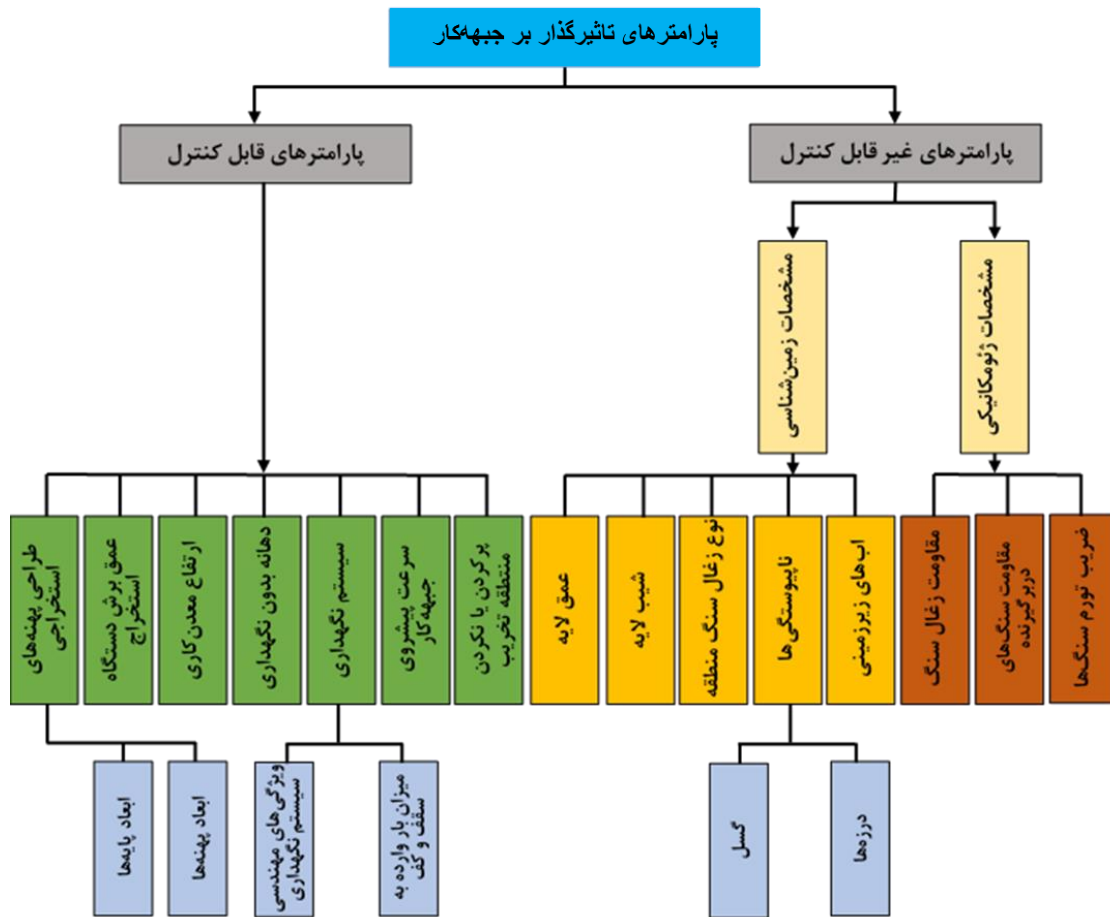 پارامترهای تاثیرگذار بر جبهه‌کار
پارامترهای غیر قابل کنترل
پارامترهای قابل کنترل
مشخصات ژئومکانیکی
مشخصات زمین‌شناسی
ضریب تورم سنگ‌ها
مقاومت سنگ‌های
دربرگیرنده
مقاومت زغال سنگ
اب‌های زیرزمینی
ناپیوستگی‌ها
نوع زغال سنگ منطقه
شیب لایه
عمق لایه
پرکردن یا نکردن
منتطقه تخریب
سرعت پیشروی
جبهه‌کار
سیستم نگهداری
دهانه بدون نگهداری
ارتفاع معدن‌کاری
عمق برش دستگاه
استخراج
طراحی پهنه‌های
استخراجی
درزه‌ها
گسل
میزان بار وارده به
سقف و کف
ویژگی‌های مهندسی
سیستم نگهداری
ابعاد پهنه‌ها
ابعاد پایه‌ها